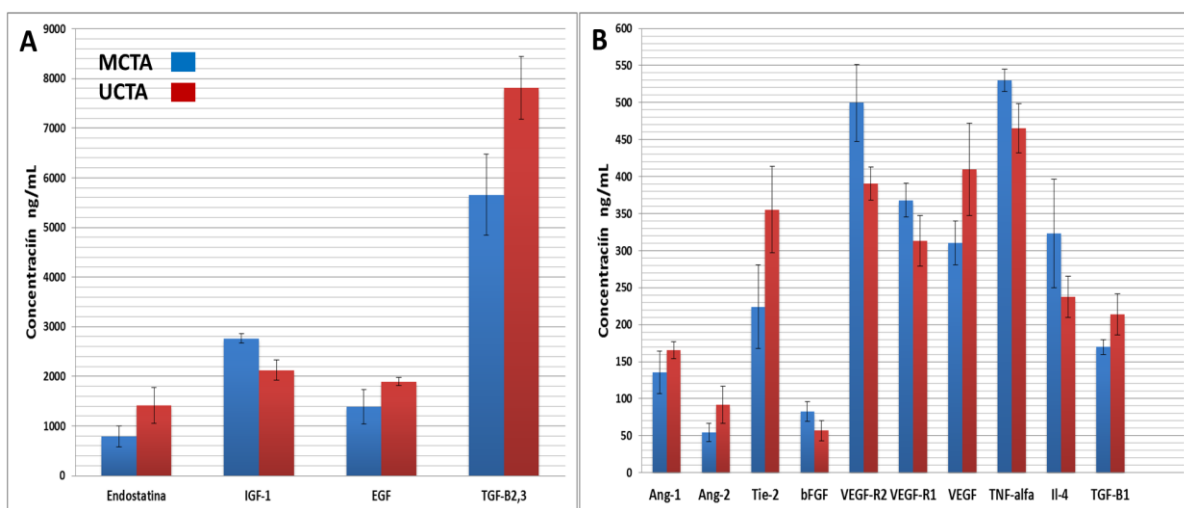 A
MCTA
UCTA
Concentraciín ng/mL
9000
8000
7000
6000
5000
4000
3000
2000
1000
0
Endostatina IGF-1 EGF TGF-B2,3
B
Concentraciín ng/mL
600
550
500
450
400
350
300
250
200
150
100
50
0
Ang-1 Ang-2 Tie-2 bFGF VEGF-R2 VEGF-R1 VEGF TNF-alfa Il-4 TGF-B1